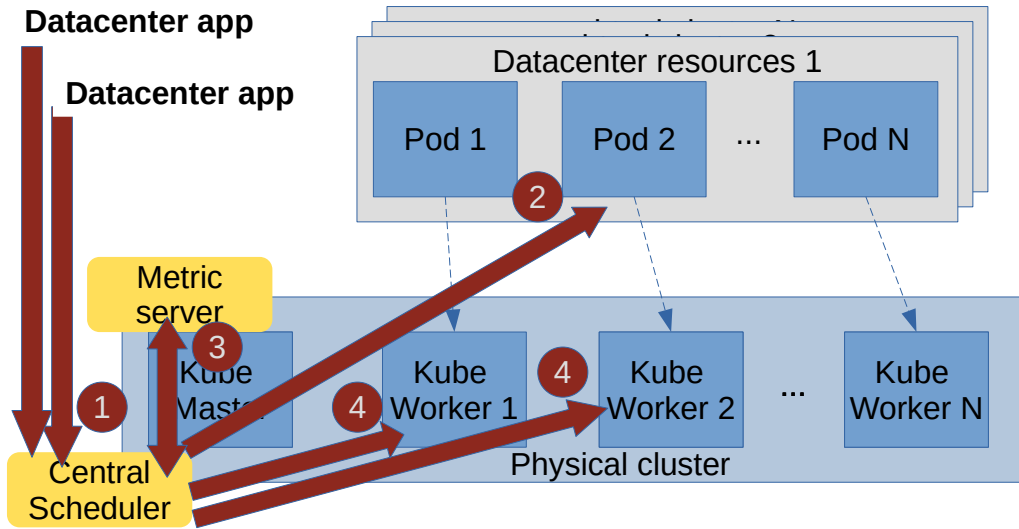 Datacenter app
Datacenter app
Datacenter resources 1
Pod 1
Pod 2
...
Pod N
2
Metric
server
3
1
Kube
Master
4
Kube
Worker 1
4
Kube
Worker 2
...
Kube
Worker N
Physical cluster
Central
Scheduler